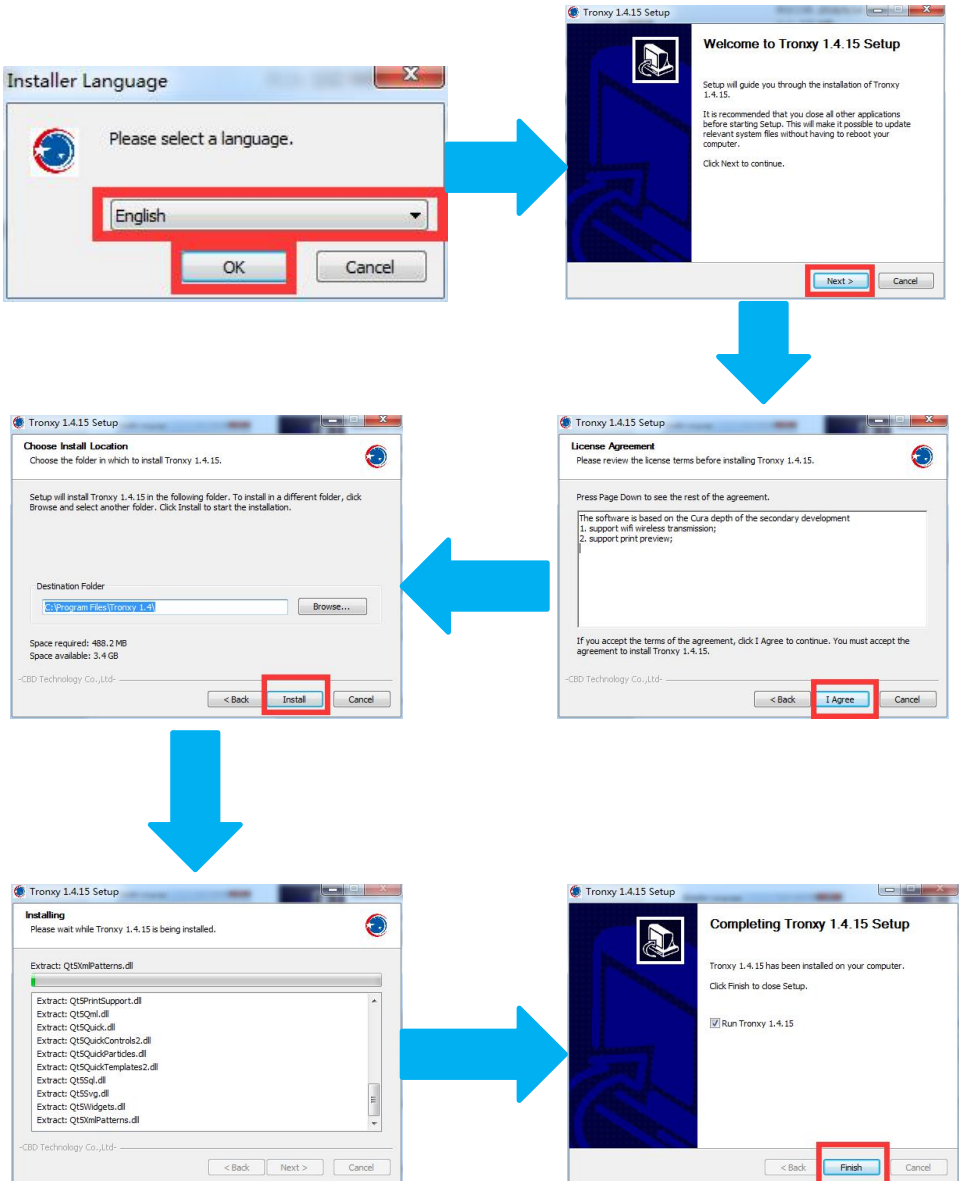 Installer Language
Please select a language.
English
OK
Cancel
Tronxy 1.4.15 Setup
Welcome to Tronxy 1.4.15 Setup
Setup will guide you through the installation of Tronxy
1.4.15.
It is recommended that you close all other applications
before starting Setup. This will make it possible to update
relevant system files without having to reboot your
computer.
Click Next to continue.
Next >
Cancel
Tronxy 1.4.15 Setup
License Agreement
Please review the license terms before installing Tronxy 1.4.15.
Press Page Down to see the rest of the agreement.
The software is based on the Cura depth of the secondary development
1. support wifi wireless transmission;
2. support print preview;
If you accept the terms of the agreement, click I Agree to continue. You must accept the
agreement to install Tronxy 1.4.15.
-CBD Technology Co.,Ltd-
< Back
I Agree
Cancel
Tronxy 1.4.15 Setup
Choose Install Location
Choose the folder in which to install Tronxy 1.4.15.
Setup will install Tronxy 1.4.15 in the following folder. To install in a different folder, click
Browse and select another folder. Click Install to start the installation.
Destination Folder
C:\Program Files\Tronxy 1.4\
Browse...
Space required: 488.2 MB
Space available: 3.4 GB
-CBD Technology Co.,Ltd-
< Back
Install
Cancel
Tronxy 1.4.15 Setup
Installing
Please wait while Tronxy 1.4.15 is being installed.
Extract: Qt5XmlPatterns.dll
Extract: Qt5PrintSupport.dll
Extract: Qt5Qml.dll
Extract: Qt5Quick.dll
Extract: Qt5QuickControls2.dll
Extract: Qt5QuickParticles.dll
Extract: Qt5QuickTemplates2.dll
Extract: Qt5Sql.dll
Extract: Qt5Svg.dll
Extract: Qt5Widgets.dll
Extract: Qt5XmlPatterns.dll
-CBD Technology Co.,Ltd-
< Back
Next >
Cancel
Tronxy 1.4.15 Setup
Completing Tronxy 1.4.15 Setup
Tronxy 1.4.15 has been installed on your computer.
Click Finish to close Setup.
Run Tronxy 1.4.15
< Back
Finish
Cancel